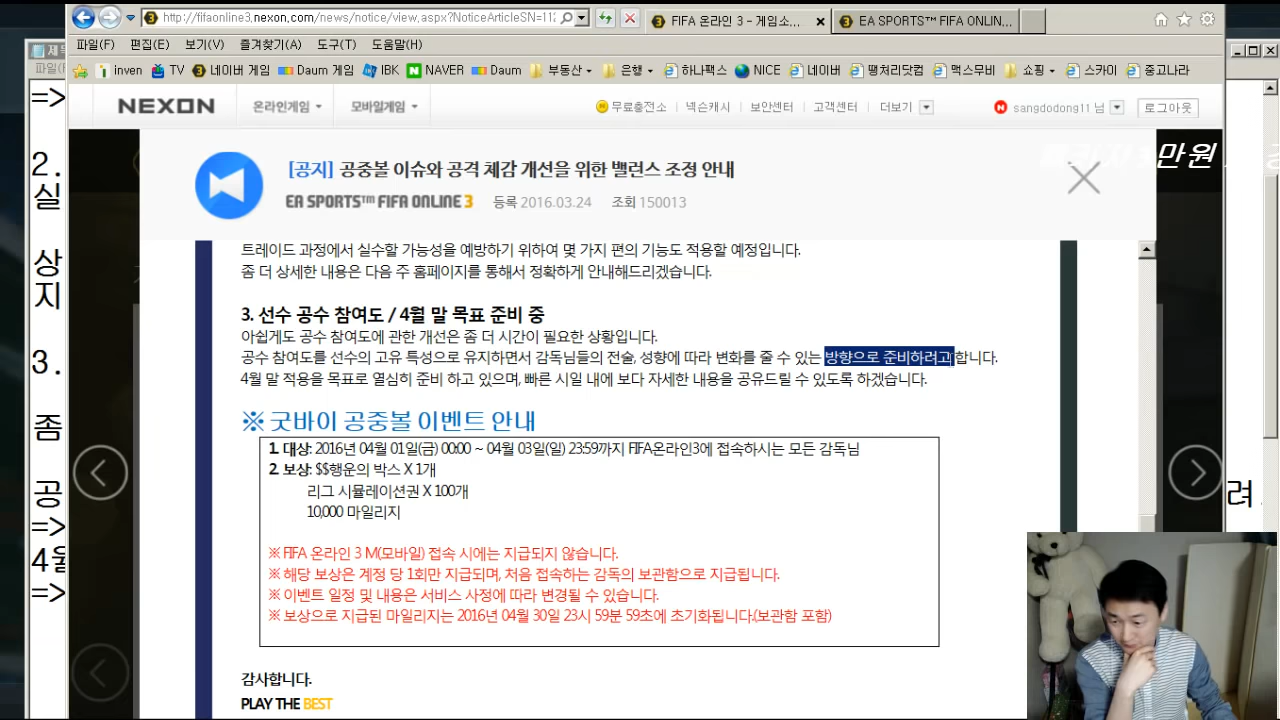 http://fifaonline3.nexon.com/news/notice/view.aspx?NoticeArticleSN=11
FIFA 온라인 3 - 게임소...
EA SPORTS™ FIFA ONLIN...
파일(F) 편집(E) 보기(V) 즐겨찾기(A) 도구(T) 도움말(H)
inven TV 네이버 게임 Daum 게임 IBK NAVER Daum 부동산 은행 하나팩스 NICE 네이버 땡처리닷컴 맥스무비 쇼핑 스카이 중고나라
NEXON 온라인게임 모바일게임 무료충전소 넥슨캐시 보안센터 고객센터 더보기 sangdodong11 님 로그아웃
만원
[공지] 공중볼 이슈와 공격 체감 개선을 위한 밸런스 조정 안내
EA SPORTS™ FIFA ONLINE 3 등록 2016.03.24 조회 150013
트레이드 과정에서 실수할 가능성을 예방하기 위하여 몇 가지 편의 기능도 적용할 예정입니다.
좀 더 상세한 내용은 다음 주 홈페이지를 통해서 정확하게 안내해드리겠습니다.
3. 선수 공수 참여도 / 4월 말 목표 준비 중
아쉽게도 공수 참여도에 관한 개선은 좀 더 시간이 필요한 상황입니다.
공수 참여도를 선수의 고유 특성으로 유지하면서 감독님들의 전술, 성향에 따라 변화를 줄 수 있는 방향으로 준비하려고 합니다.
4월 말 적용을 목표로 열심히 준비 하고 있으며, 빠른 시일 내에 보다 자세한 내용을 공유드릴 수 있도록 하겠습니다.
※ 굿바이 공중볼 이벤트 안내
1. 대상: 2016년 04월 01일(금) 00:00 ~ 04월 03일(일) 23:59까지 FIFA온라인3에 접속하시는 모든 감독님
2. 보상: $$행운의 박스 X 1개
리그 시뮬레이션권 X 100개
10,000 마일리지
※ FIFA 온라인 3 M(모바일) 접속 시에는 지급되지 않습니다.
※ 해당 보상은 계정 당 1회만 지급되며, 처음 접속하는 감독의 보관함으로 지급됩니다.
※ 이벤트 일정 및 내용은 서비스 사정에 따라 변경될 수 있습니다.
※ 보상으로 지급된 마일리지는 2016년 04월 30일 23시 59분 59초에 초기화됩니다.(보관함 포함)
감사합니다.
PLAY THE BEST
=>
2.
실
상
지
3.
좀
공
려
=>
4월
=>